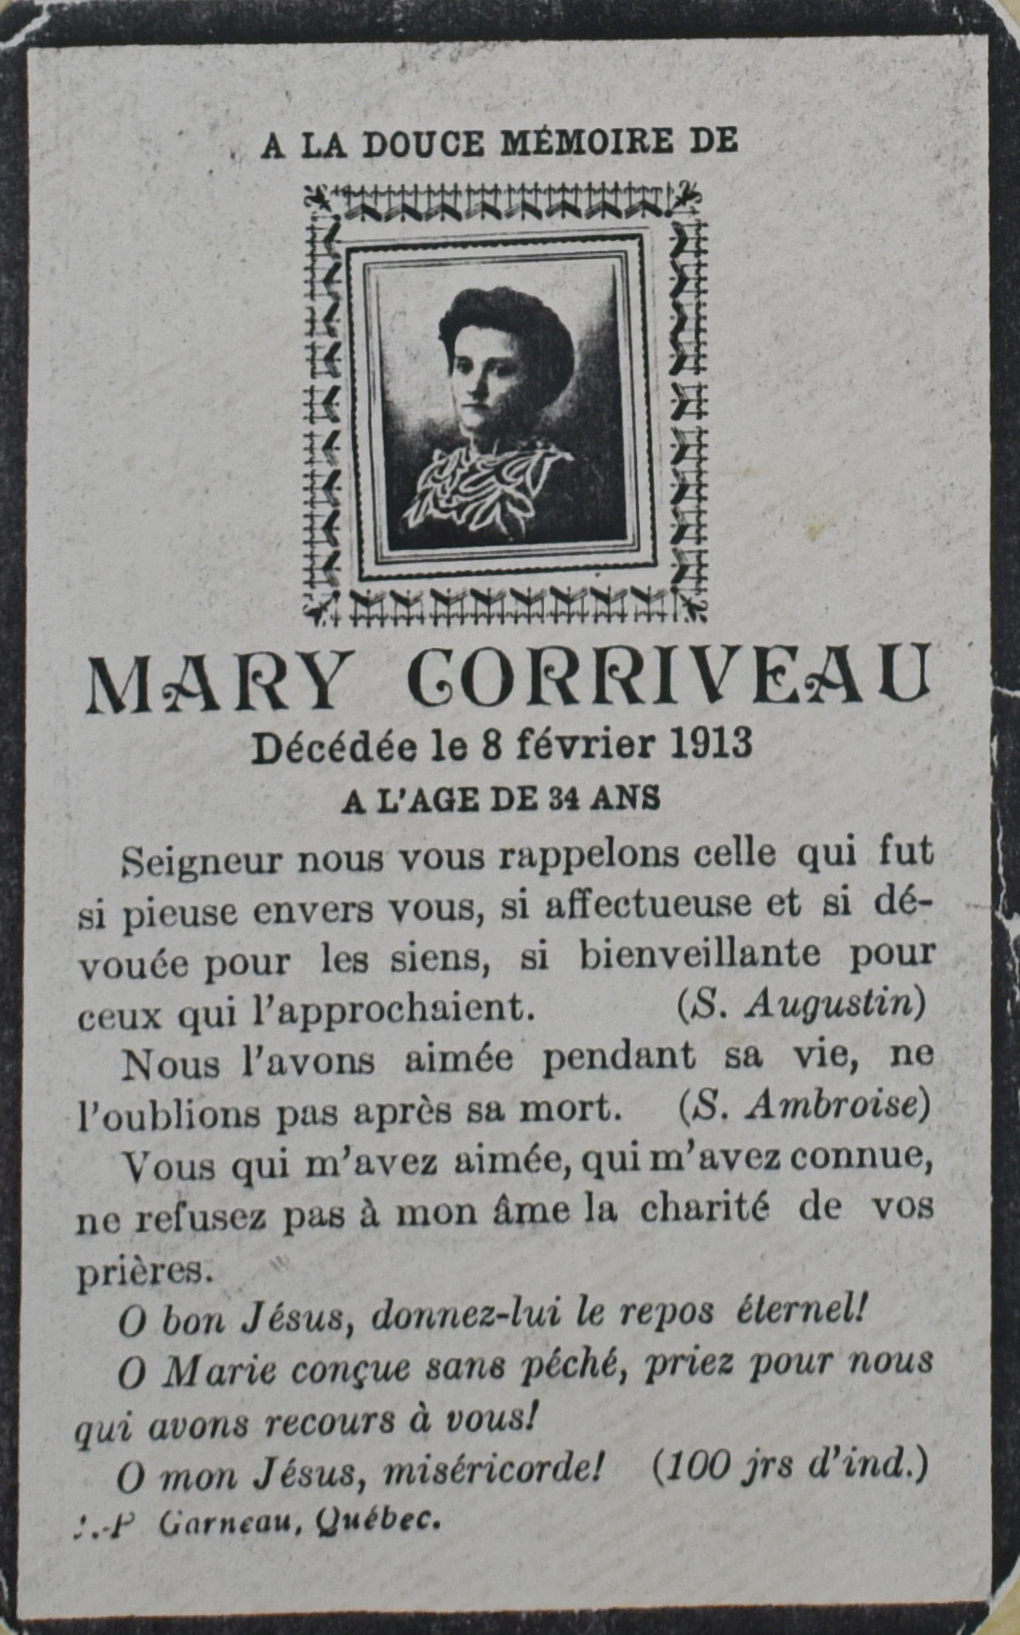 A LA DOUCE MÉMOIRE DE
MARY CORRIVEAU
Décédée le 8 février 1913
A L'AGE DE 34 ANS
Seigneur nous vous rappelons celle qui fut
si pieuse envers vous, si affectueuse et si dé-
vouée pour les siens, si bienveillante pour
ceux qui l'approchaient. (S. Augustin)
Nous l'avons aimée pendant sa vie, ne
l'oublions pas après sa mort. (S. Ambroise)
Vous qui m'avez aimée, qui m'avez connue,
ne refusez pas à mon âme la charité de vos
prières.
O bon Jésus, donnez-lui le repos éternel!
O Marie conçue sans péché, priez pour nous
qui avons recours à vous!
O mon Jésus, miséricorde! (100 jrs d'ind.)
Garneau, Québec.